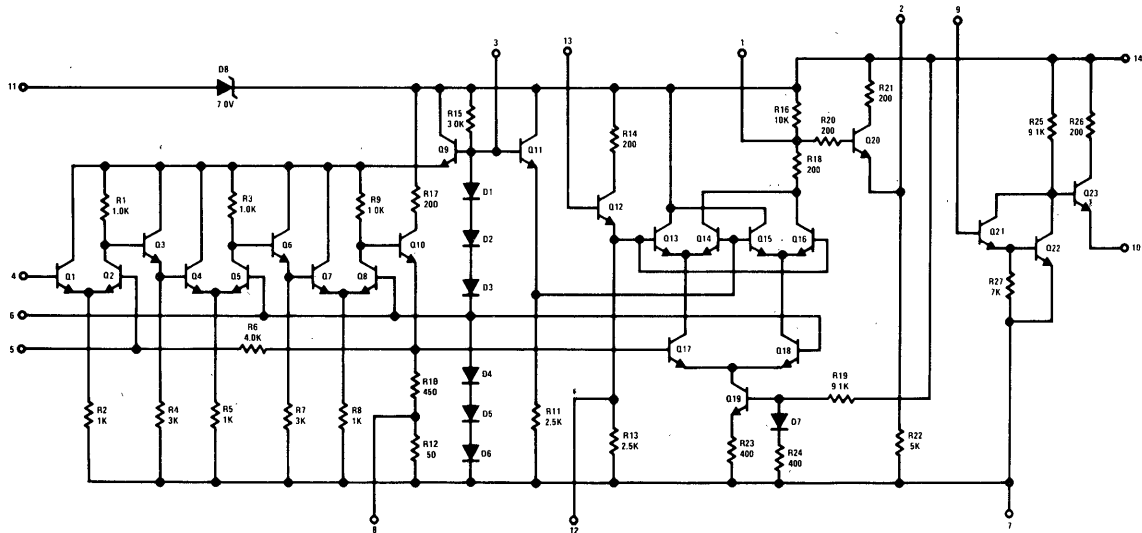 2
9
3
13
1
14
11
D8
7 0V
R15
3 0K
R16
10K
R21
200
R20
200
R25
9 1K
R26
200
R14
200
Q9
Q11
Q20
R18
200
R1
1.0K
R3
1.0K
R9
1.0K
R17
200
D1
Q12
Q23
Q3
Q6
Q10
D2
Q13
Q14
Q15
Q16
Q21
Q22
10
4
Q1
Q2
Q4
Q5
Q7
Q8
D3
R27
7K
6
R6
4.0K
5
Q17
Q18
R10
450
D4
R19
9 1K
Q19
R2
1K
R4
3K
R5
1K
R7
3K
R8
1K
D5
R11
2.5K
D7
R12
50
D6
R13
2.5K
R23
400
R24
400
R22
5K
8
12
7